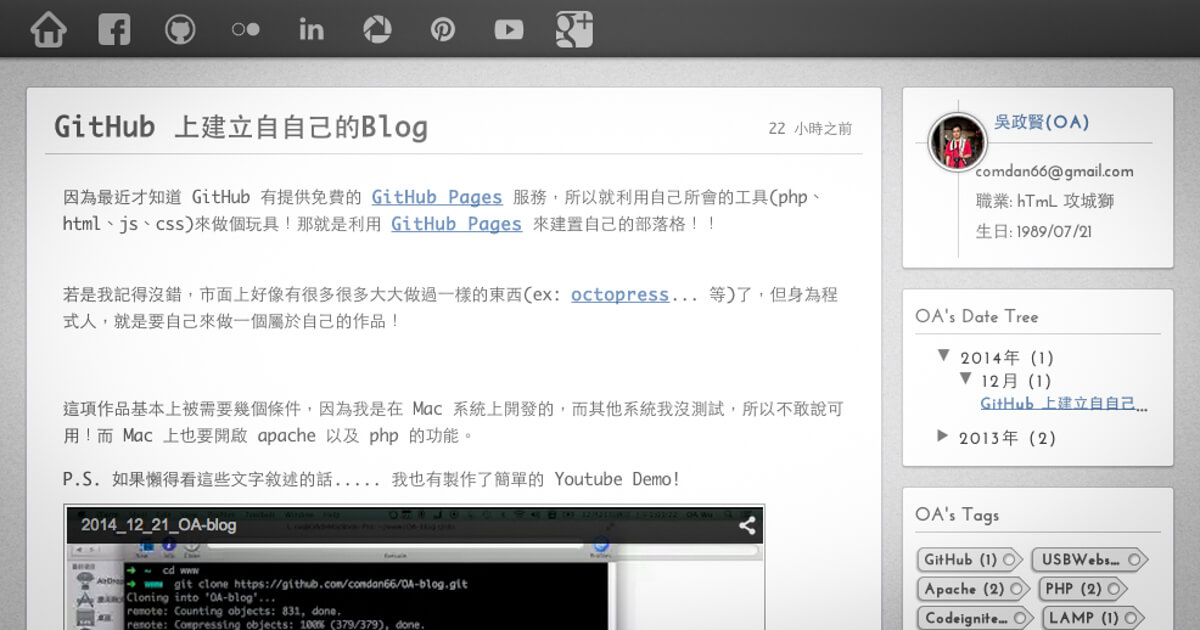 GitHub 上建立自自己的Blog
22 小時之前
因為最近才知道 GitHub 有提供免費的 GitHub Pages 服務，所以就利用自己所會的工具(php、
html、js、css)來做個玩具！那就是利用 GitHub Pages 來建置自己的部落格！！
若是我記得沒錯，市面上好像有很多很多大大做過一樣的東西(ex: octopress... 等)了，但身為程
式人，就是要自己來做一個屬於自己的作品！
這項作品基本上被需要幾個條件，因為我是在 Mac 系統上開發的，而其他系統我沒測試，所以不敢說可
用！而 Mac 上也要開啟 apache 以及 php 的功能。
P.S. 如果懶得看這些文字敘述的話..... 我也有製作了簡單的 Youtube Demo!
2014_12_21_OA-blog
cd www
www git clone https://github.com/comdan66/OA-blog.git
Cloning into 'OA-blog'...
remote: Counting objects: 831, done.
remote: Compressing objects: 100% (379/379), done.
吳政賢(OA)
comdan66@gmail.com
職業: hTmL 攻城獅
生日: 1989/07/21
OA's Date Tree
2014年 (1)
12月 (1)
GitHub 上建立自自己...
2013年 (2)
OA's Tags
GitHub (1)
USBWebs...
Apache (2)
PHP (2)
Codeignite...
LAMP (1)